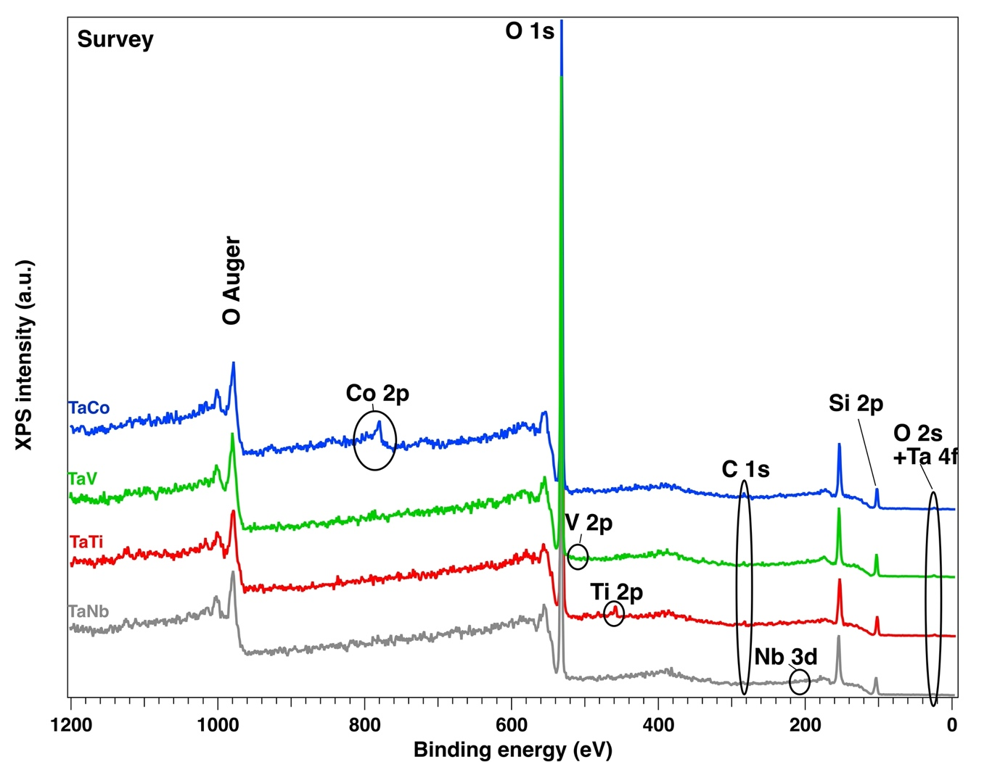 Survey
O 1s
XPS intensity (a.u.)
O Auger
Co 2p
Si 2p
TaCo
O 2s
+Ta 4f
C 1s
TaV
V 2p
TaTi
Ti 2p
TaNb
Nb 3d
1200 1000 800 600 400 200 0
Binding energy (eV)